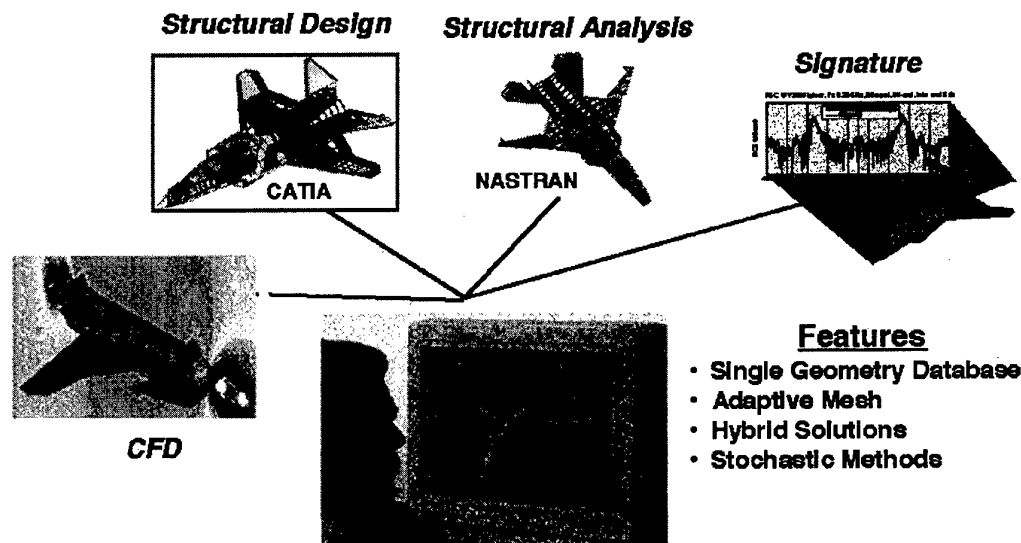 Structural Design
Structural Analysis
Signature
CATIA
NASTRAN
CFD
Features
• Single Geometry Database
• Adaptive Mesh
• Hybrid Solutions
• Stochastic Methods